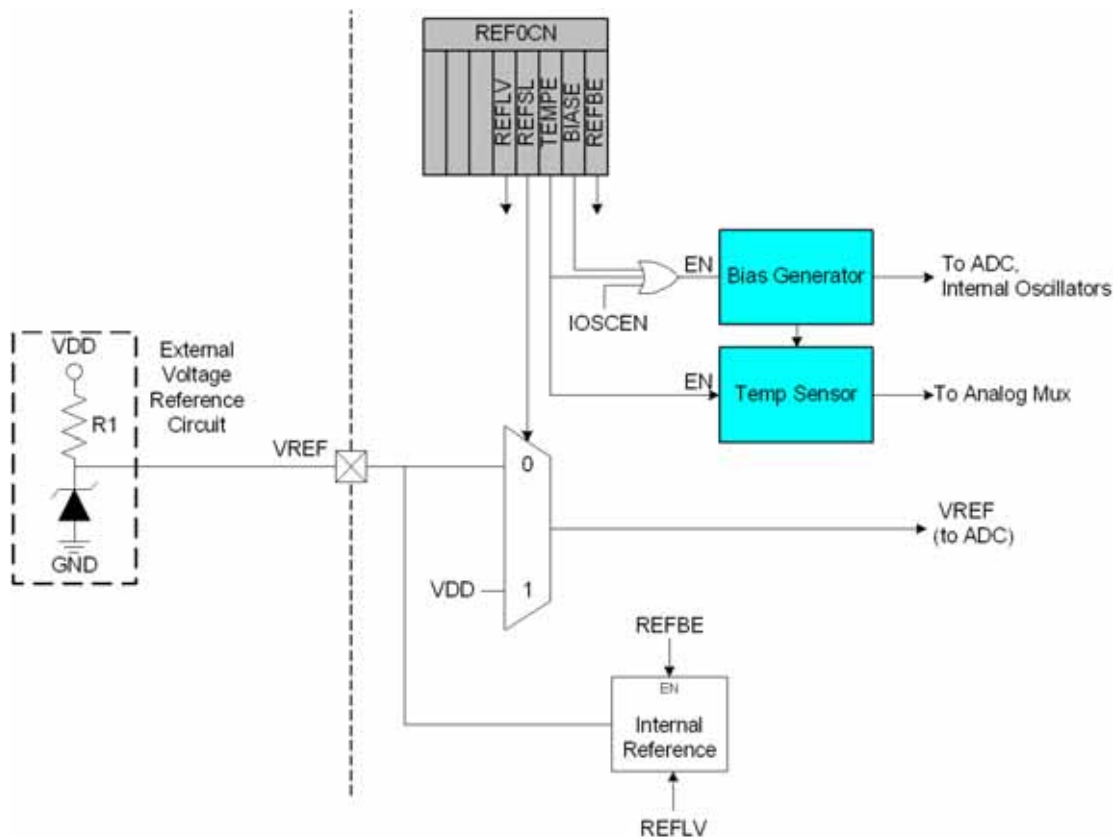 REF0CN
REFLV
REFSL
TEMPE
BIASE
REFBE
EN
Bias Generator
To ADC,
Internal Oscillators
IOSCEN
VDD
External
Voltage
Reference
Circuit
R1
EN
Temp Sensor
To Analog Mux
VREF
0
VREF
(to ADC)
GND
VDD
1
REFBE
EN
Internal
Reference
REFLV